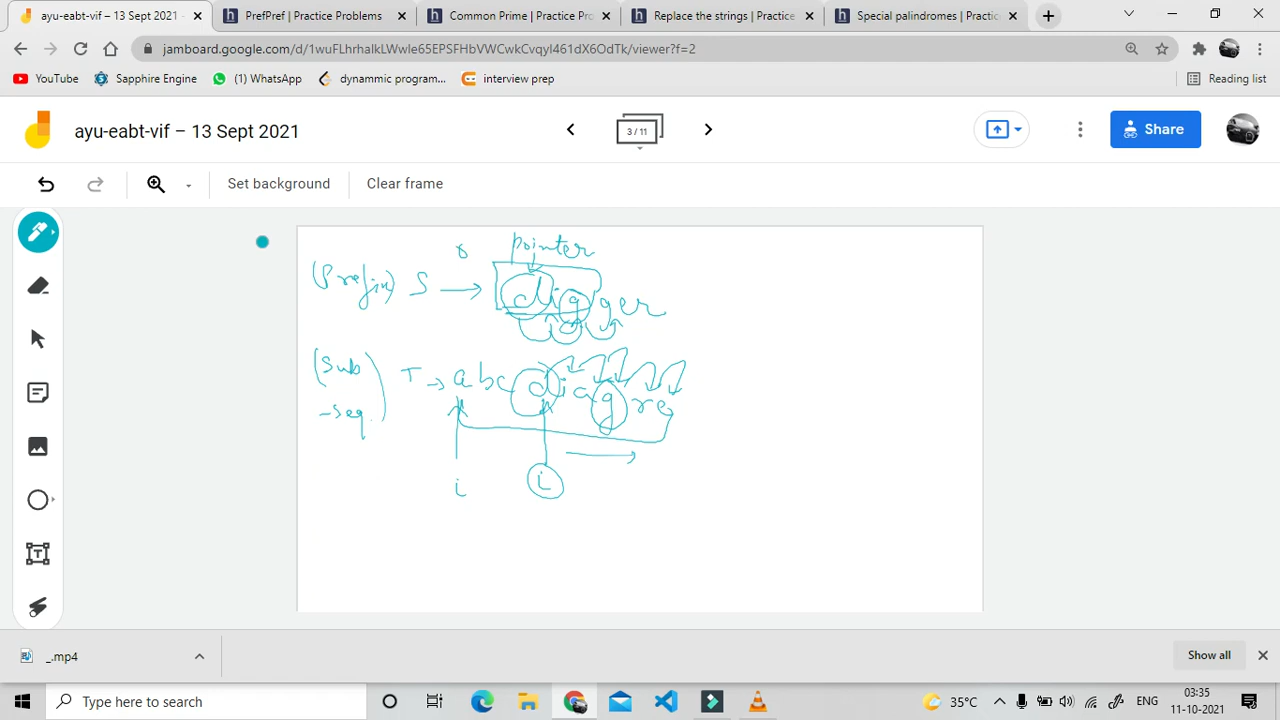 ayu-eabt-vif – 13 Sept 2021
PrefPref | Practice Problems
Common Prime | Practice Pro
Replace the strings | Practice
Special palindromes | Practic
jamboard.google.com/d/1wuFLhrhalkLWwle65EPSFHbVWCwkCvqyl461dX6OdTk/viewer?f=2
YouTube
Sapphire Engine
(1) WhatsApp
dynammic program...
interview prep
Reading list
ayu-eabt-vif – 13 Sept 2021
3 / 11
Share
Set background
Clear frame
pointer
(Prefix) S → digger
(Sub
-seq.)
T → abcdiagre
i
i
_.mp4
Show all
Type here to search
35°C
ENG
03:35
11-10-2021